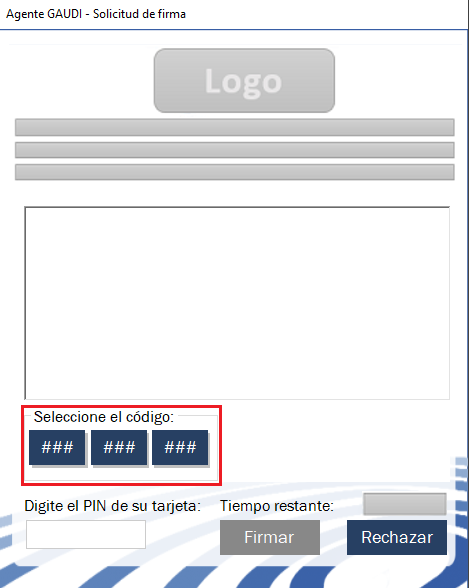 Agente GAUDI - Solicitud de firma
Logo
Seleccione el código:
### ### ###
Digite el PIN de su tarjeta: Tiempo restante:
Firmar Rechazar